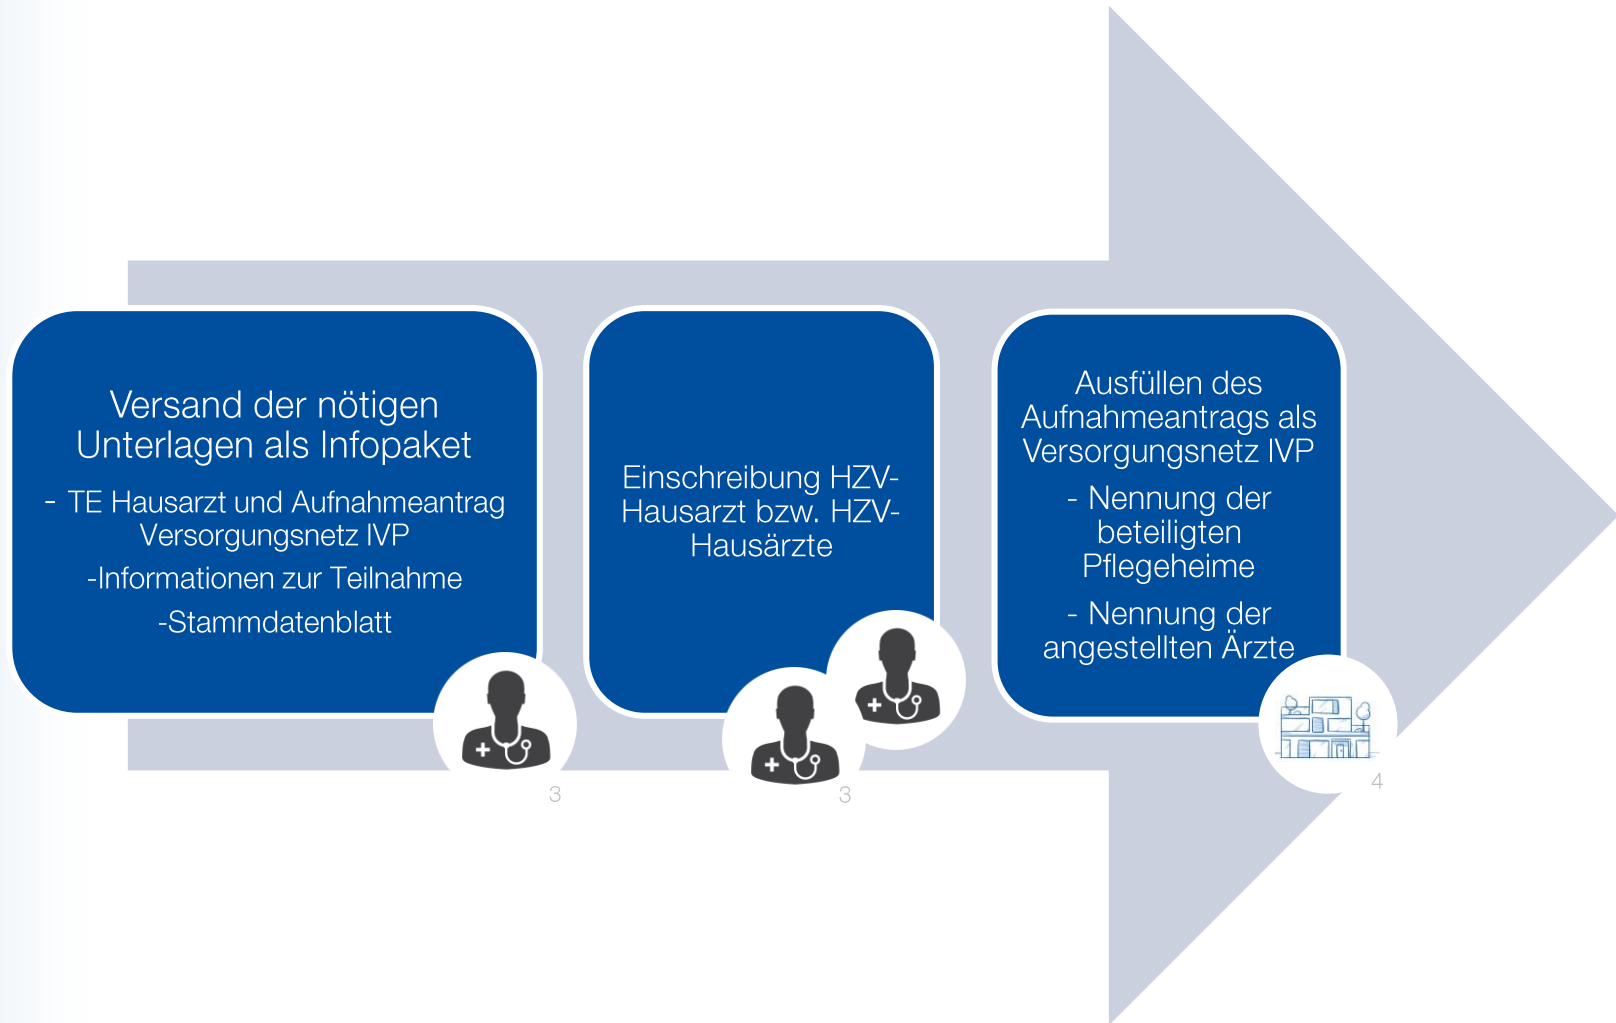 Versand der nötigen
Unterlagen als Infopaket
- TE Hausarzt und Aufnahmeantrag
Versorgungsnetz IVP
-Informationen zur Teilnahme
-Stammdatenblatt
3
Einschreibung HZV-
Hausarzt bzw. HZV-
Hausärzte
3
Ausfüllen des
Aufnahmeantrags als
Versorgungsnetz IVP
- Nennung der
beteiligten
Pflegeheime
- Nennung der
angestellten Ärzte
4